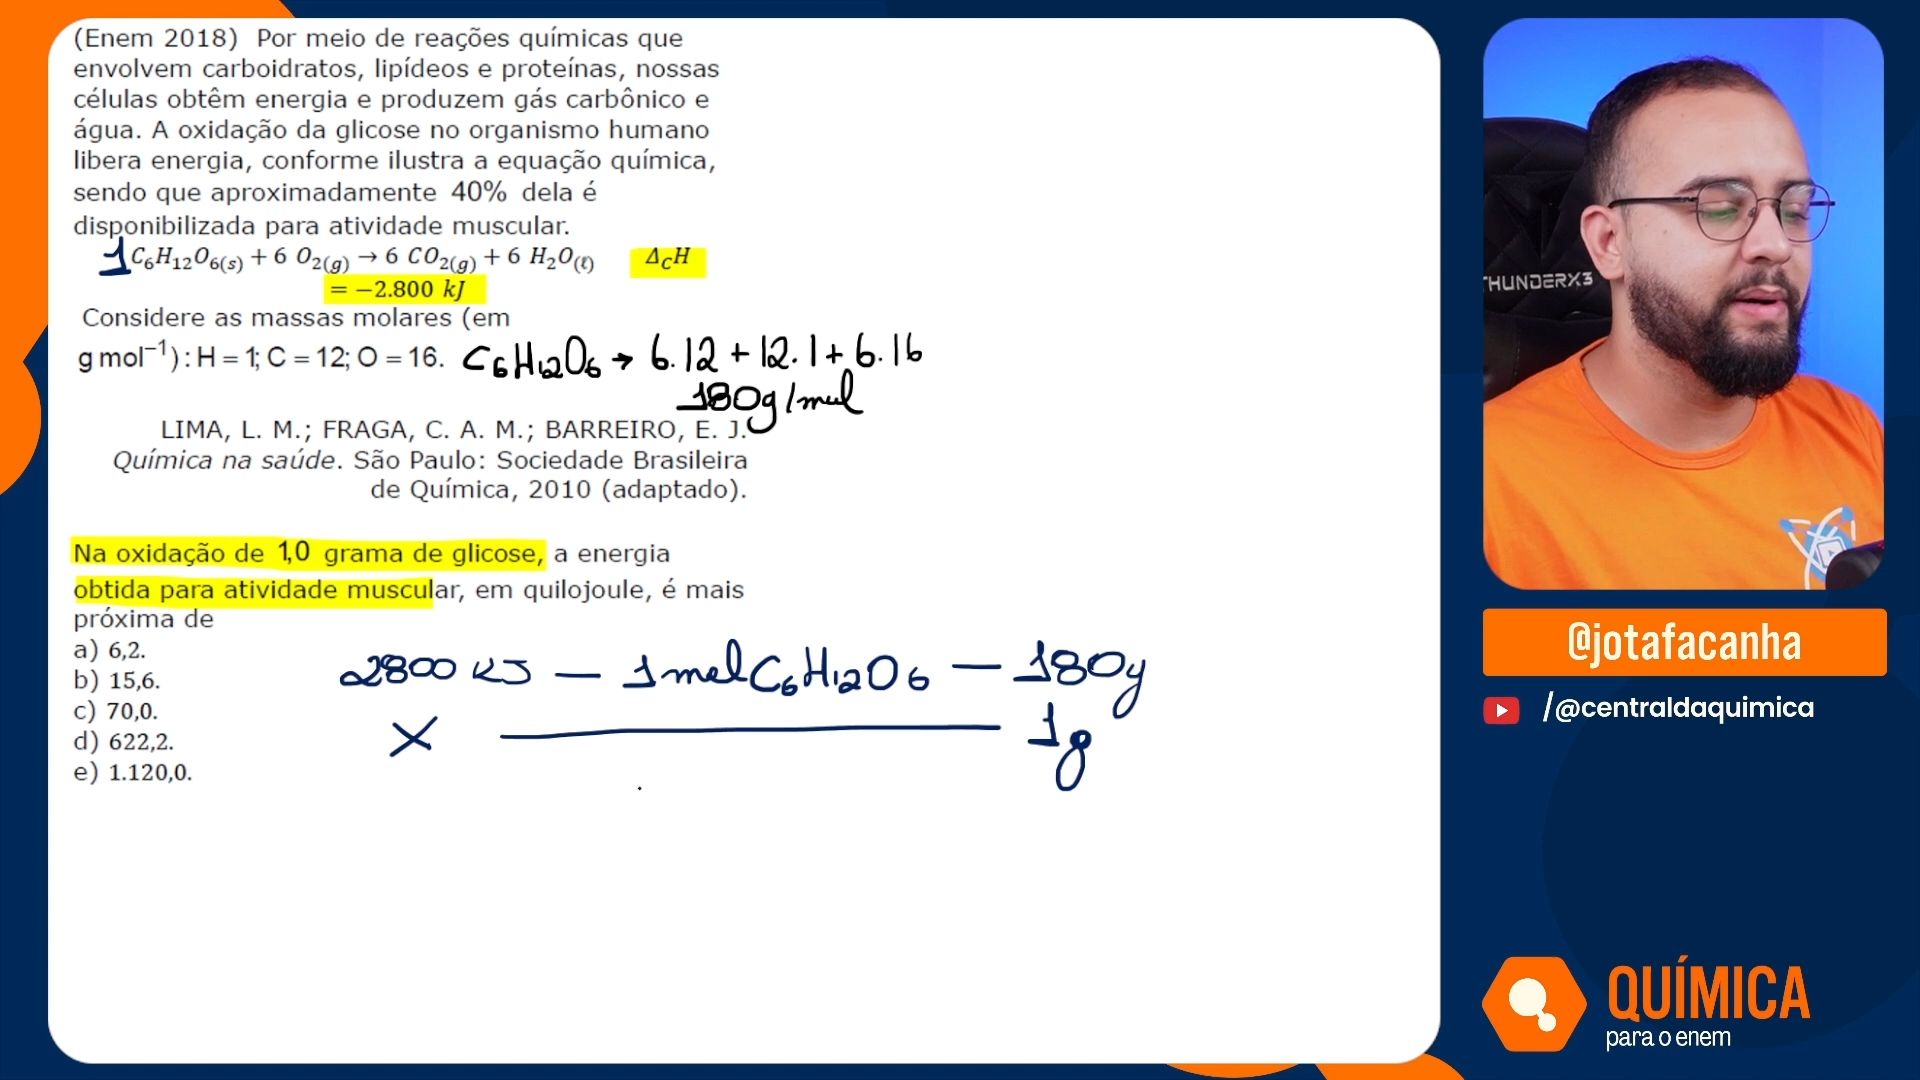 (Enem 2018) Por meio de reações químicas que
envolvem carboidratos, lipídeos e proteínas, nossas
células obtêm energia e produzem gás carbônico e
água. A oxidação da glicose no organismo humano
libera energia, conforme ilustra a equação química,
sendo que aproximadamente 40% dela é
disponibilizada para atividade muscular.
1 C₆H₁₂O₆₍ₛ₎ + 6 O₂(g) → 6 CO₂(g) + 6 H₂O(ℓ) ΔCH
= −2.800 kJ
Considere as massas molares (em
g mol⁻¹): H = 1; C = 12; O = 16. C₆H₁₂O₆ → 6.12 + 12.1 + 6.16
180g/mol
LIMA, L. M.; FRAGA, C. A. M.; BARREIRO, E. J.
Química na saúde. São Paulo: Sociedade Brasileira
de Química, 2010 (adaptado).
Na oxidação de 1,0 grama de glicose, a energia
obtida para atividade muscular, em quilojoule, é mais
próxima de
a) 6,2.
b) 15,6.
c) 70,0.
d) 622,2.
e) 1.120,0.
2800 KJ — 1 mol C₆H₁₂O₆ — 180g
X — 1g
THUNDERX3
@jotafacanha
/@centraldaquimica
QUÍMICA
para o enem